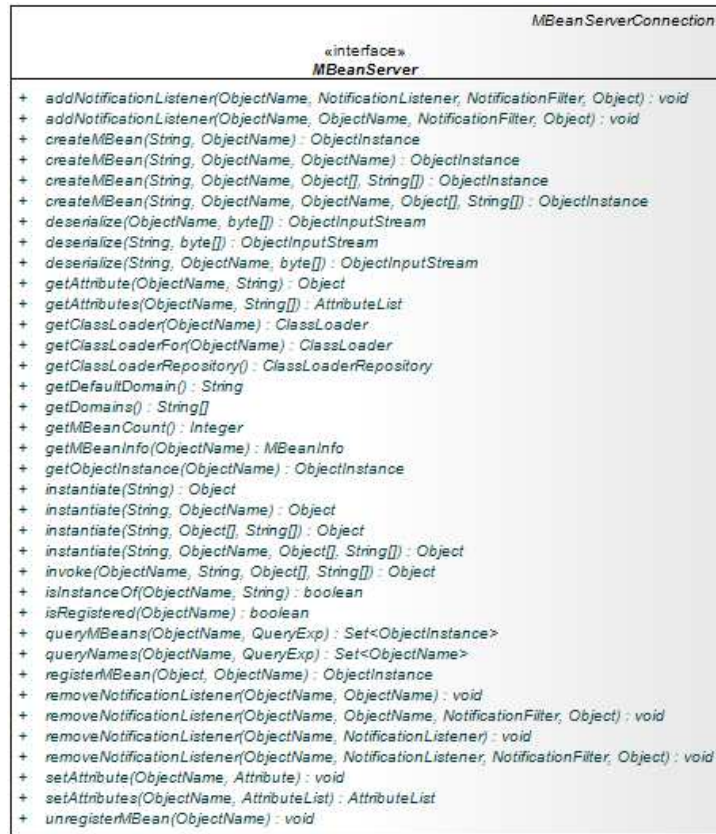 MBeanServerConnection
«interface»
MBeanServer
+ addNotificationListener(ObjectName, NotificationListener, NotificationFilter, Object) : void
+ addNotificationListener(ObjectName, ObjectName, NotificationFilter, Object) : void
+ createMBean(String, ObjectName) : ObjectInstance
+ createMBean(String, ObjectName, ObjectName) : ObjectInstance
+ createMBean(String, ObjectName, Object[], String[]) : ObjectInstance
+ createMBean(String, ObjectName, ObjectName, Object[], String[]) : ObjectInstance
+ deserialize(ObjectName, byte[]) : ObjectInputStream
+ deserialize(String, byte[]) : ObjectInputStream
+ deserialize(String, ObjectName, byte[]) : ObjectInputStream
+ getAttribute(ObjectName, String) : Object
+ getAttributes(ObjectName, String[]) : AttributeList
+ getClassLoader(ObjectName) : ClassLoader
+ getClassLoaderFor(ObjectName) : ClassLoader
+ getClassLoaderRepository() : ClassLoaderRepository
+ getDefaultDomain() : String
+ getDomains() : String[]
+ getMBeanCount() : Integer
+ getMBeanInfo(ObjectName) : MBeanInfo
+ getObjectInstance(ObjectName) : ObjectInstance
+ instantiate(String) : Object
+ instantiate(String, ObjectName) : Object
+ instantiate(String, Object[], String[]) : Object
+ instantiate(String, ObjectName, Object[], String[]) : Object
+ invoke(ObjectName, String, Object[], String[]) : Object
+ isInstanceOf(ObjectName, String) : boolean
+ isRegistered(ObjectName) : boolean
+ queryMBeans(ObjectName, QueryExp) : Set<ObjectInstance>
+ queryNames(ObjectName, QueryExp) : Set<ObjectName>
+ registerMBean(Object, ObjectName) : ObjectInstance
+ removeNotificationListener(ObjectName, ObjectName) : void
+ removeNotificationListener(ObjectName, ObjectName, NotificationFilter, Object) : void
+ removeNotificationListener(ObjectName, NotificationListener) : void
+ removeNotificationListener(ObjectName, NotificationListener, NotificationFilter, Object) : void
+ setAttribute(ObjectName, Attribute) : void
+ setAttributes(ObjectName, AttributeList) : AttributeList
+ unregisterMBean(ObjectName) : void